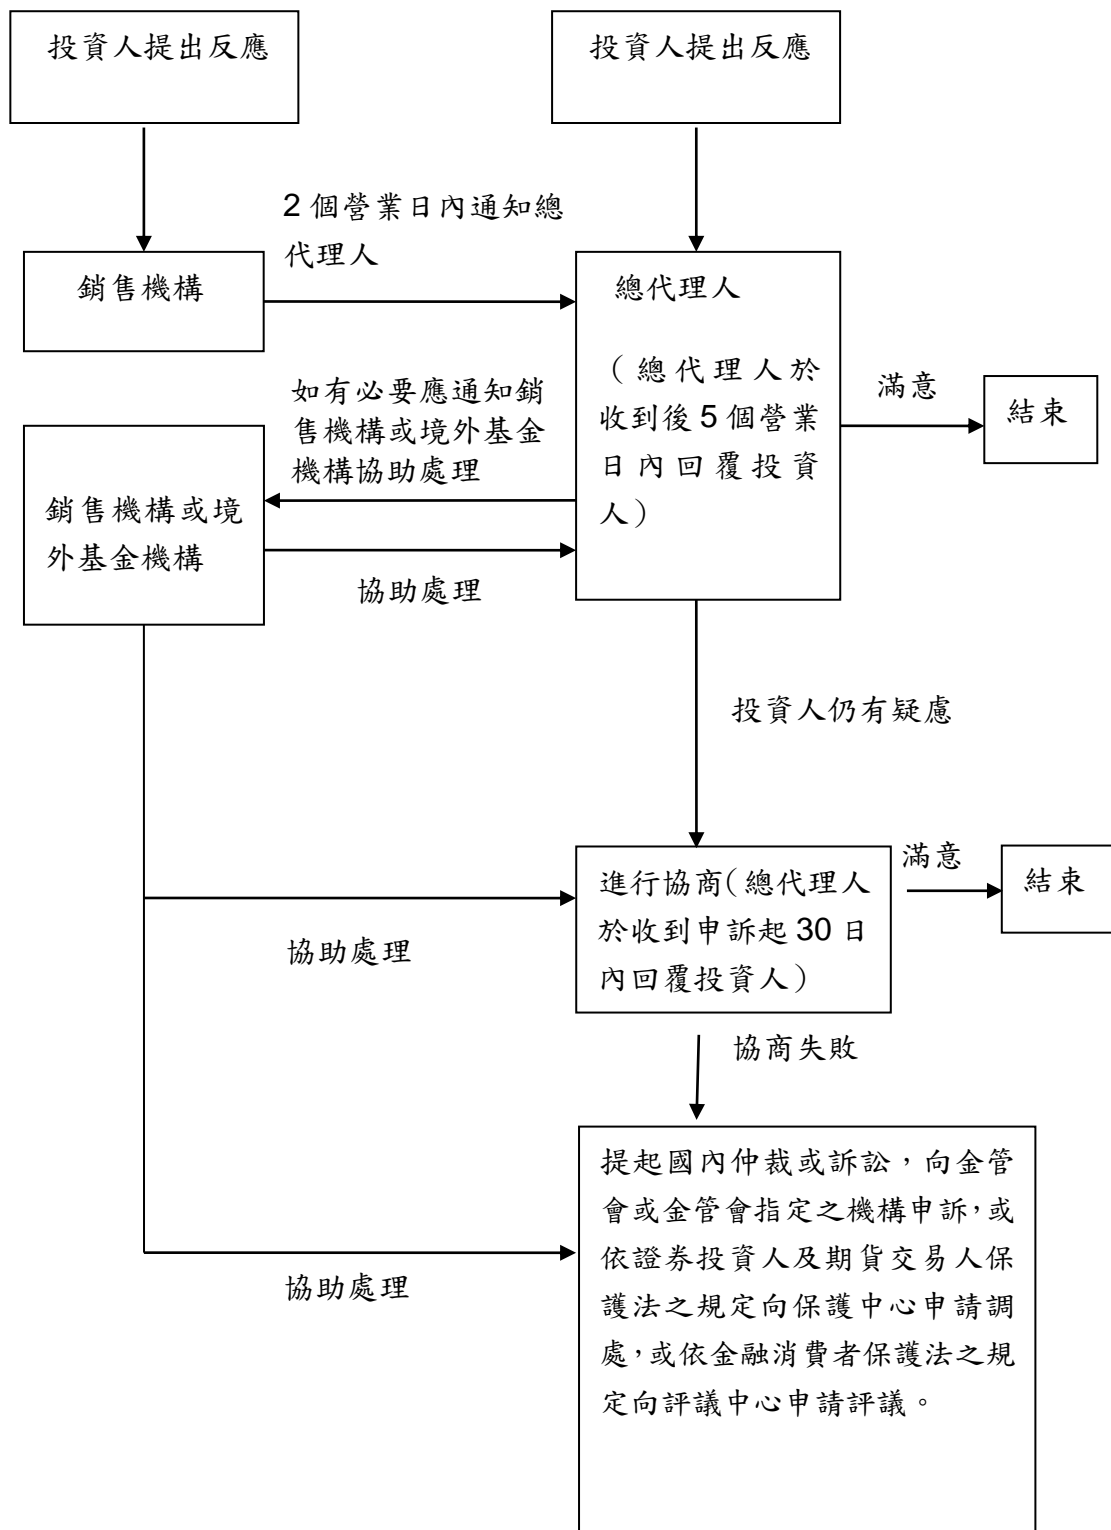 投資人提出反應
投資人提出反應
2 個營業日內通知總
代理人
銷售機構
總代理人
（總代理人於
收到後 5 個營業
日內回覆投資
人）
滿意
結束
如有必要應通知銷
售機構或境外基金
機構協助處理
銷售機構或境
外基金機構
協助處理
投資人仍有疑慮
進行協商（總代理人
於收到申訴起 30 日
內回覆投資人）
滿意
結束
協助處理
協商失敗
提起國內仲裁或訴訟，向金管
會或金管會指定之機構申訴，或
依證券投資人及期貨交易人保
護法之規定向保護中心申請調
處，或依金融消費者保護法之規
定向評議中心申請評議。
協助處理